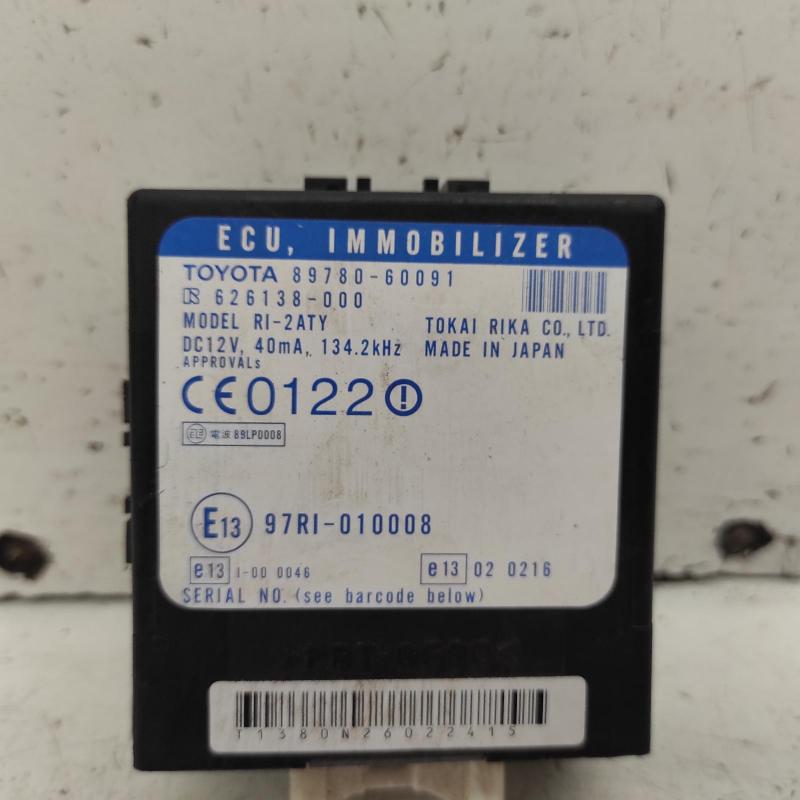 ECU, IMMOBILIZER
TOYOTA 89780-60091
626138-000
MODEL RI-2ATY TOKAI RIKA CO., LTD.
DC12V, 40mA, 134.2kHz MADE IN JAPAN
APPROVALs
CE0122
電波 89LP0008
E13 97RI-010008
e13 I-00 0046 e13 02 0216
SERIAL NO. (see barcode below)
T1380N26022415